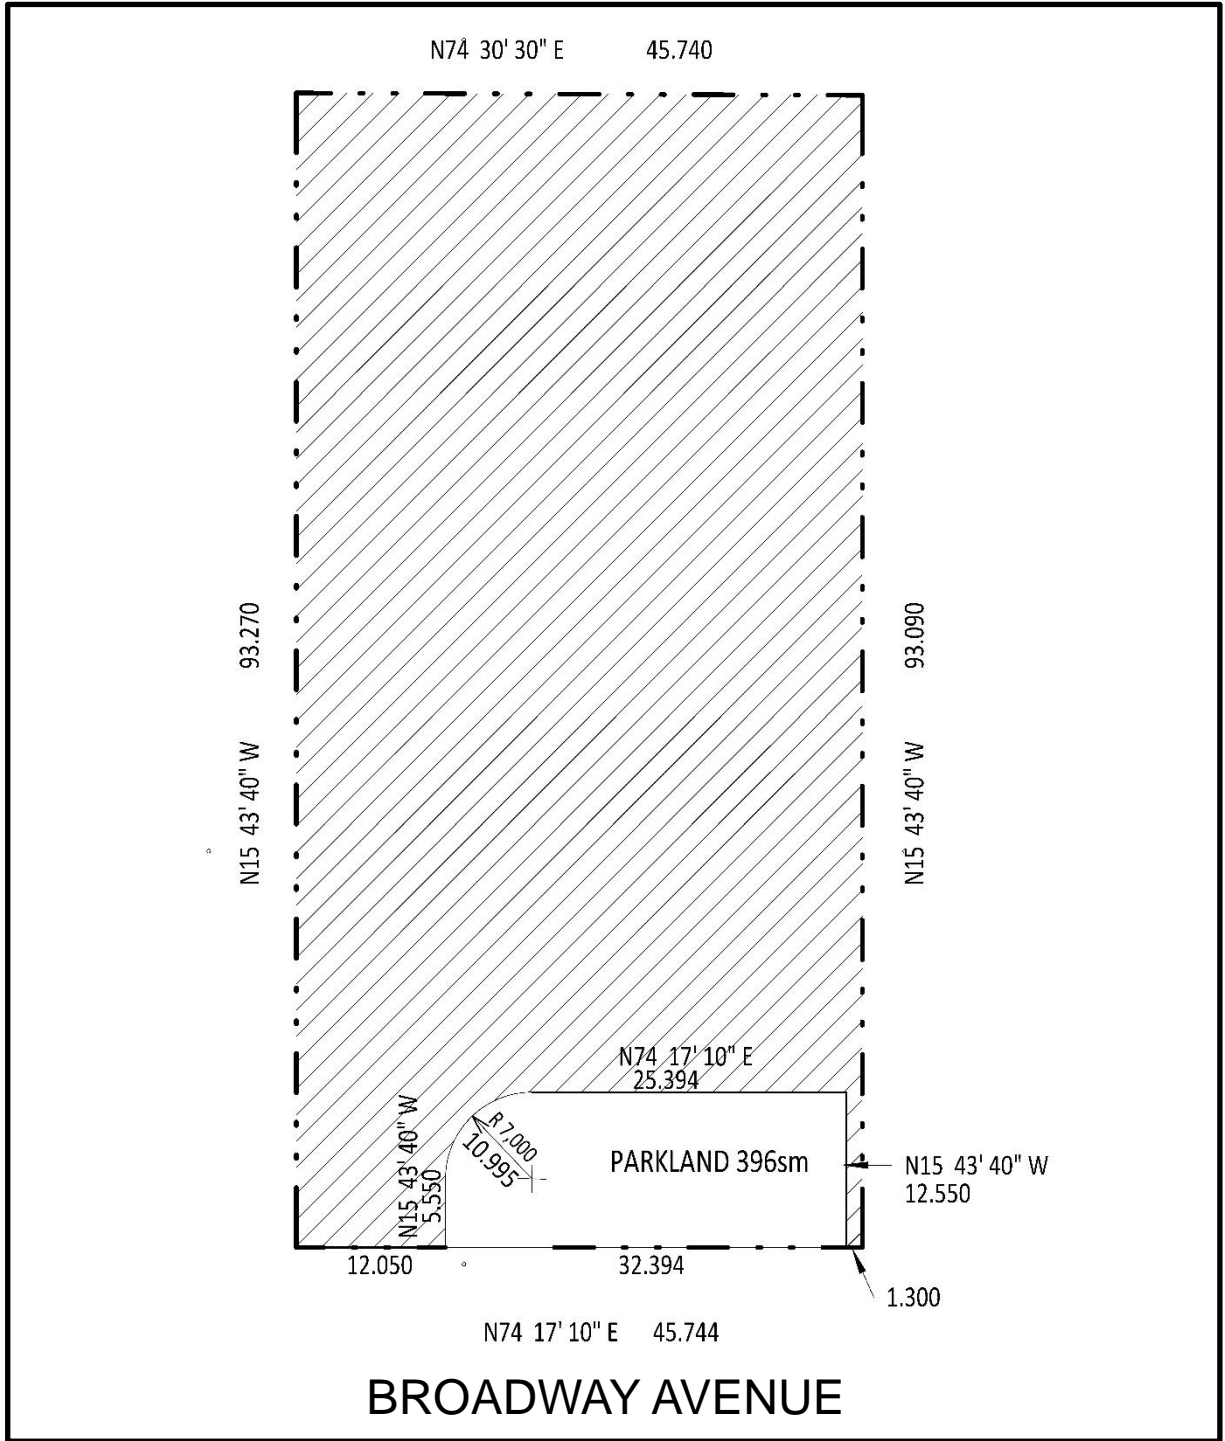 N74 30' 30" E 45.740
93.270
93.090
N15 43' 40" W
N15 43' 40" W
N74 17' 10" E
25.394
N15 43' 40" W
5.550
R 7,000
10.995
PARKLAND 396sm
N15 43' 40" W
12.550
12.050
32.394
1.300
N74 17' 10" E 45.744
BROADWAY AVENUE